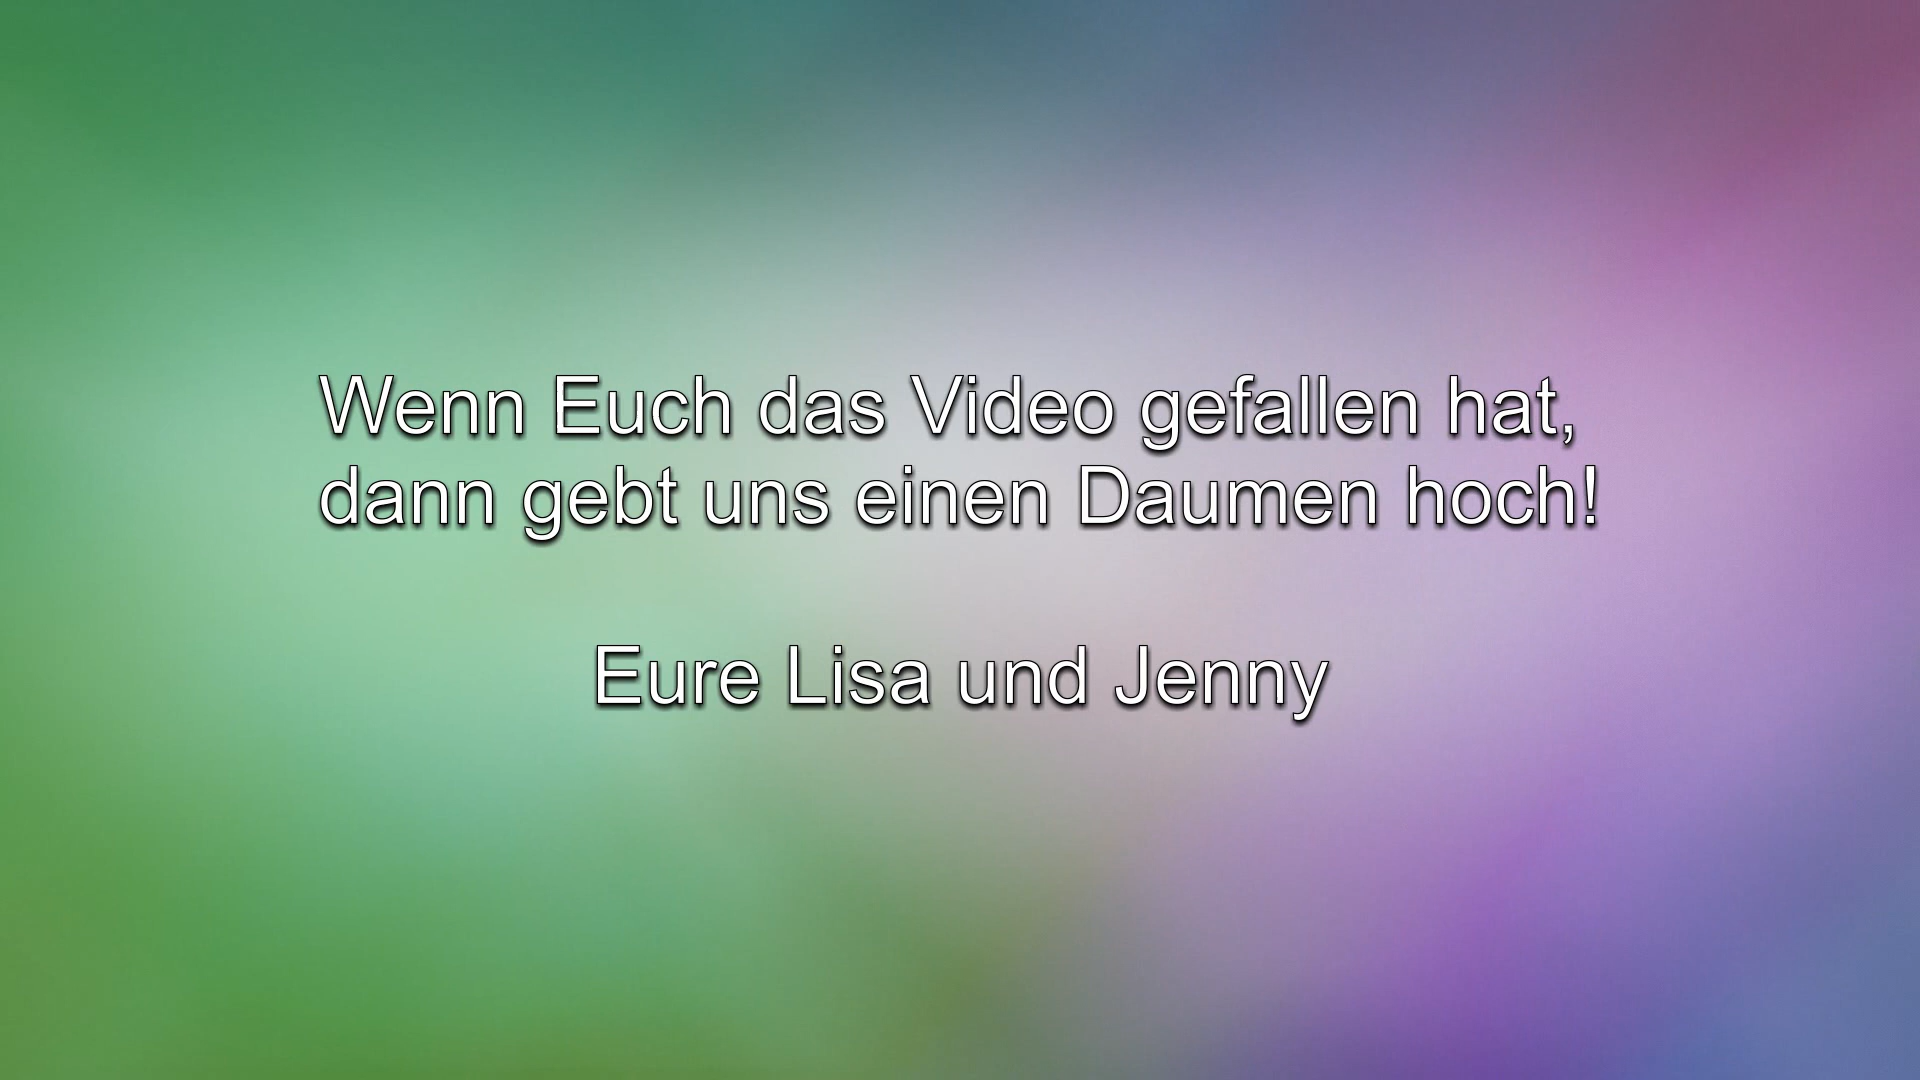 Wenn Euch das Video gefallen hat,
dann gebt uns einen Daumen hoch!
Eure Lisa und Jenny